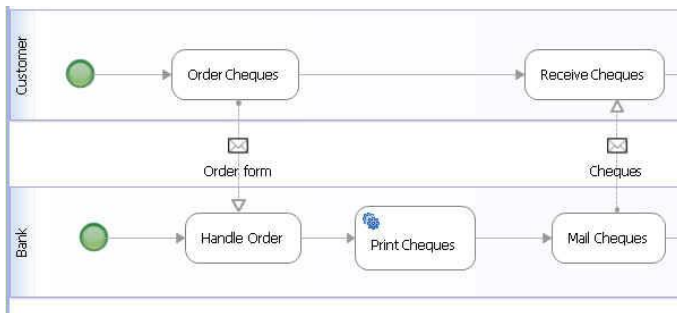 Customer
Order Cheques
Receive Cheques
Order form
Cheques
Bank
Handle Order
Print Cheques
Mail Cheques